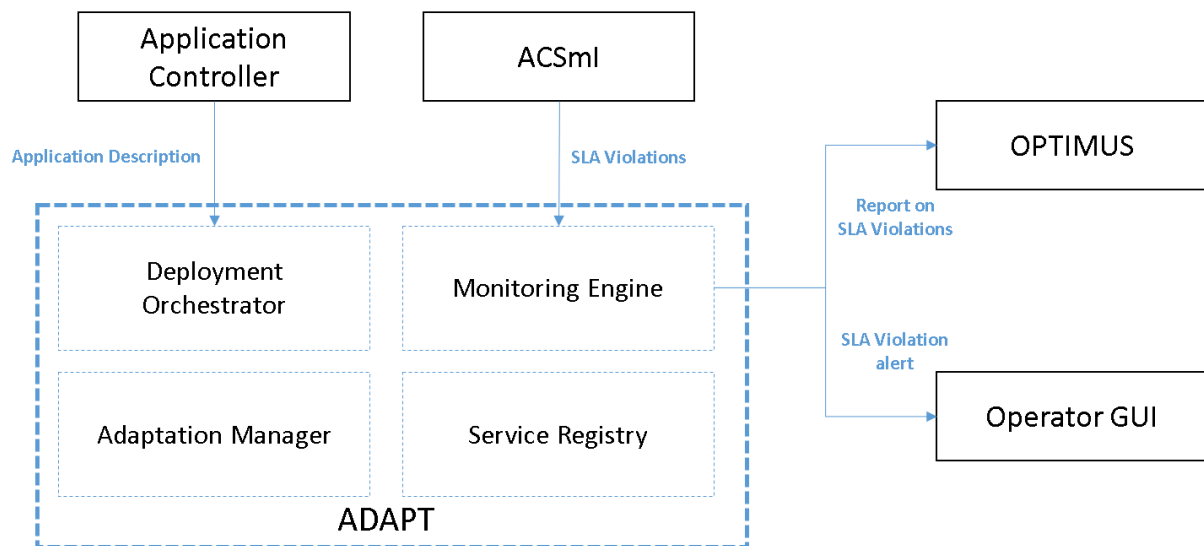 Application
Controller
ACSmI
Application Description
SLA Violations
OPTIMUS
Report on
SLA Violations
Deployment
Orchestrator
Monitoring Engine
SLA Violation
alert
Adaptation Manager
Service Registry
Operator GUI
ADAPT